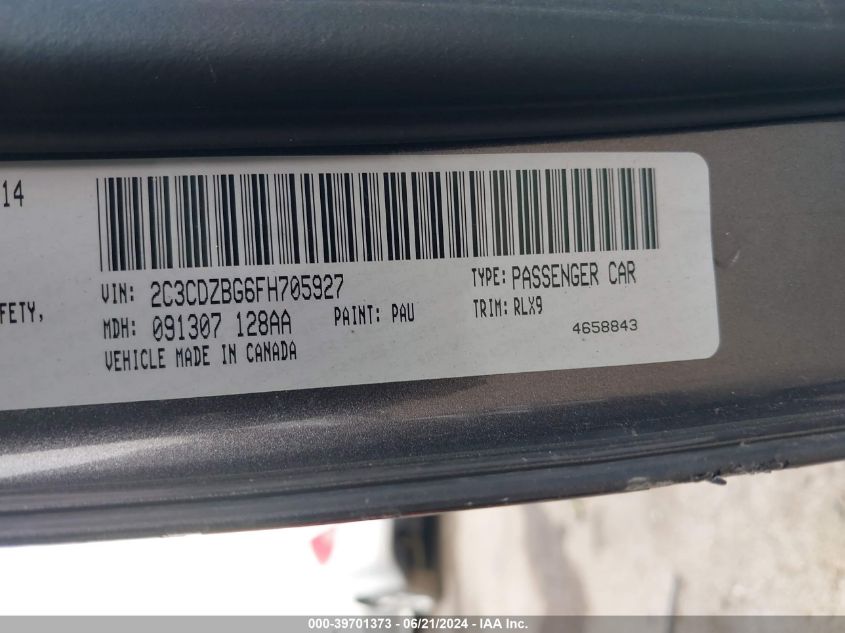 14
FETY,
VIN: 2C3CDZBG6FH705927
TYPE: PASSENGER CAR
MDH: 091307 128AA
PAINT: PAU
TRIM: RLX9
VEHICLE MADE IN CANADA
4658843
000-39701373 - 06/21/2024 - IAA Inc.